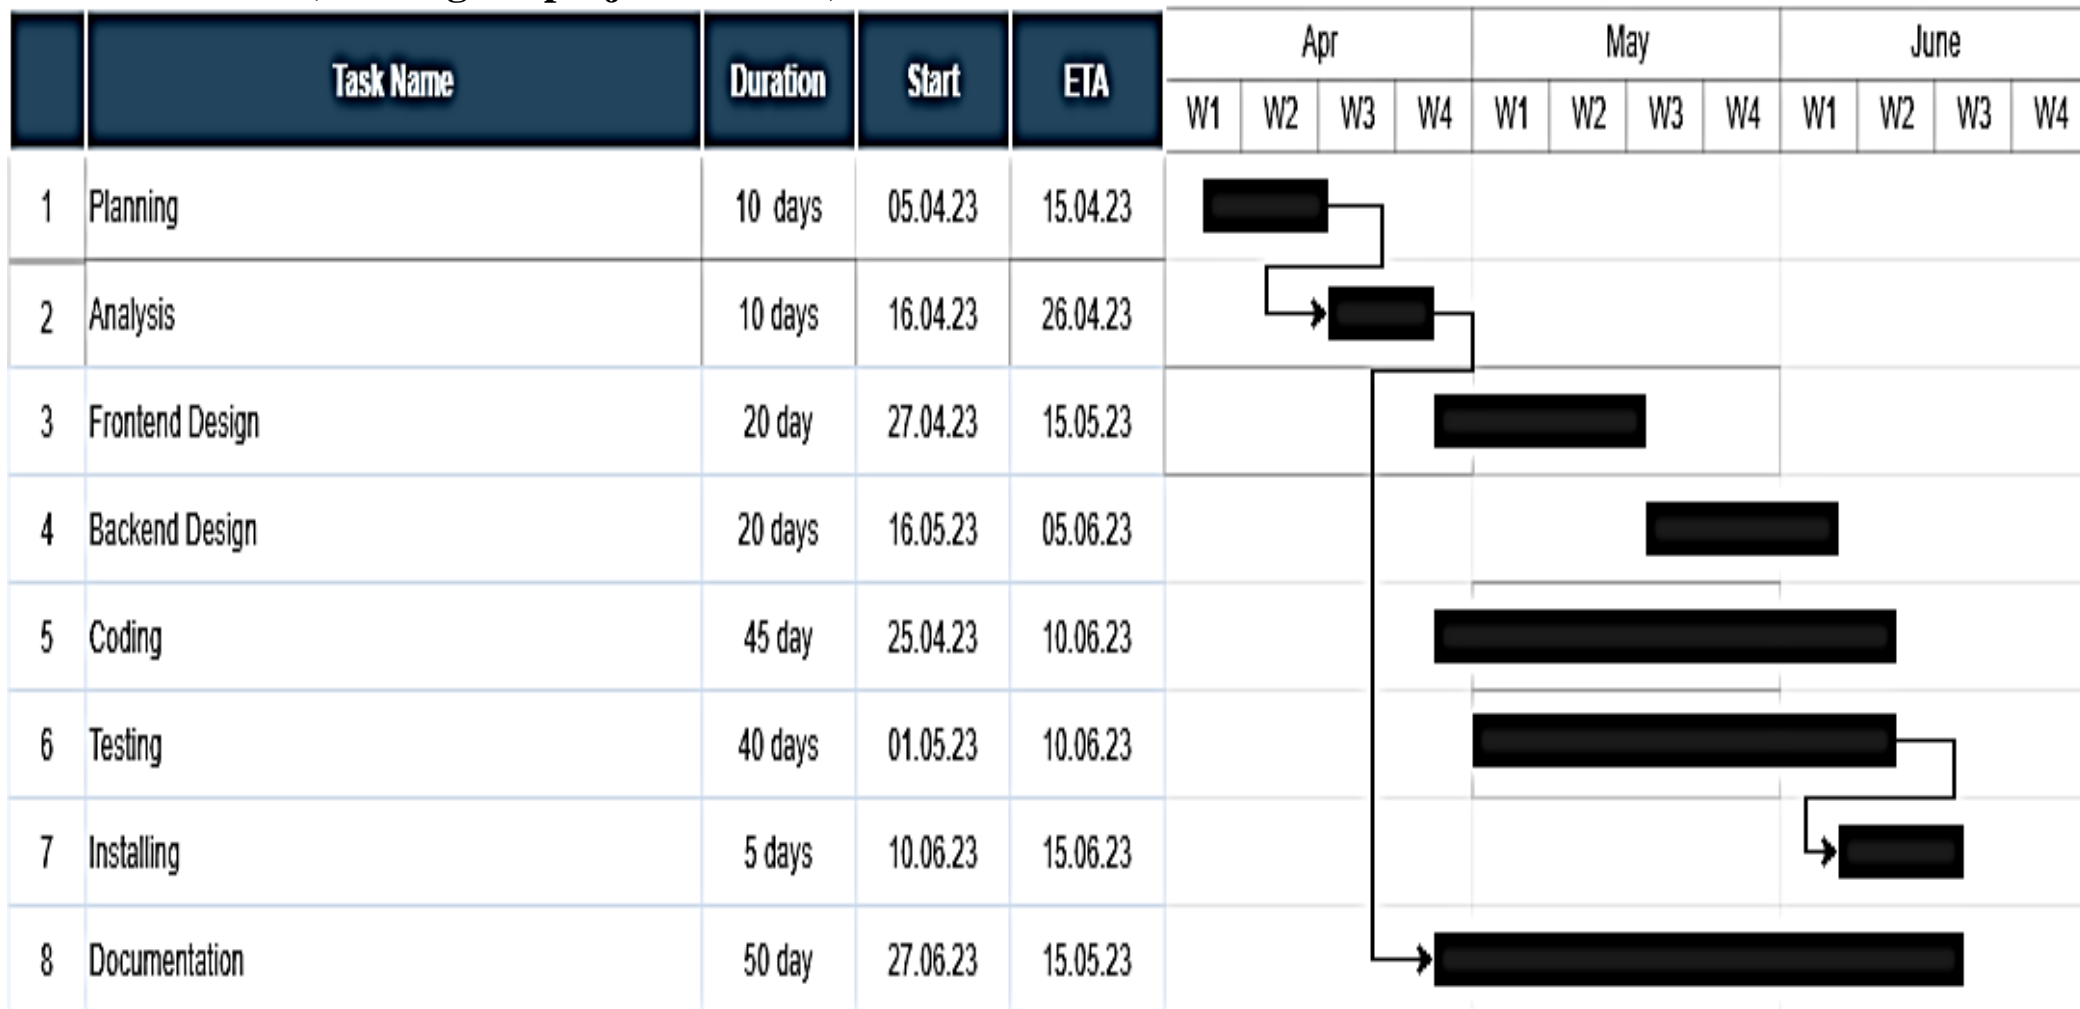 Task Name Duration Start ETA Apr May June
W1 W2 W3 W4 W1 W2 W3 W4 W1 W2 W3 W4
1 Planning 10 days 05.04.23 15.04.23
2 Analysis 10 days 16.04.23 26.04.23
3 Frontend Design 20 day 27.04.23 15.05.23
4 Backend Design 20 days 16.05.23 05.06.23
5 Coding 45 day 25.04.23 10.06.23
6 Testing 40 days 01.05.23 10.06.23
7 Installing 5 days 10.06.23 15.06.23
8 Documentation 50 day 27.06.23 15.05.23